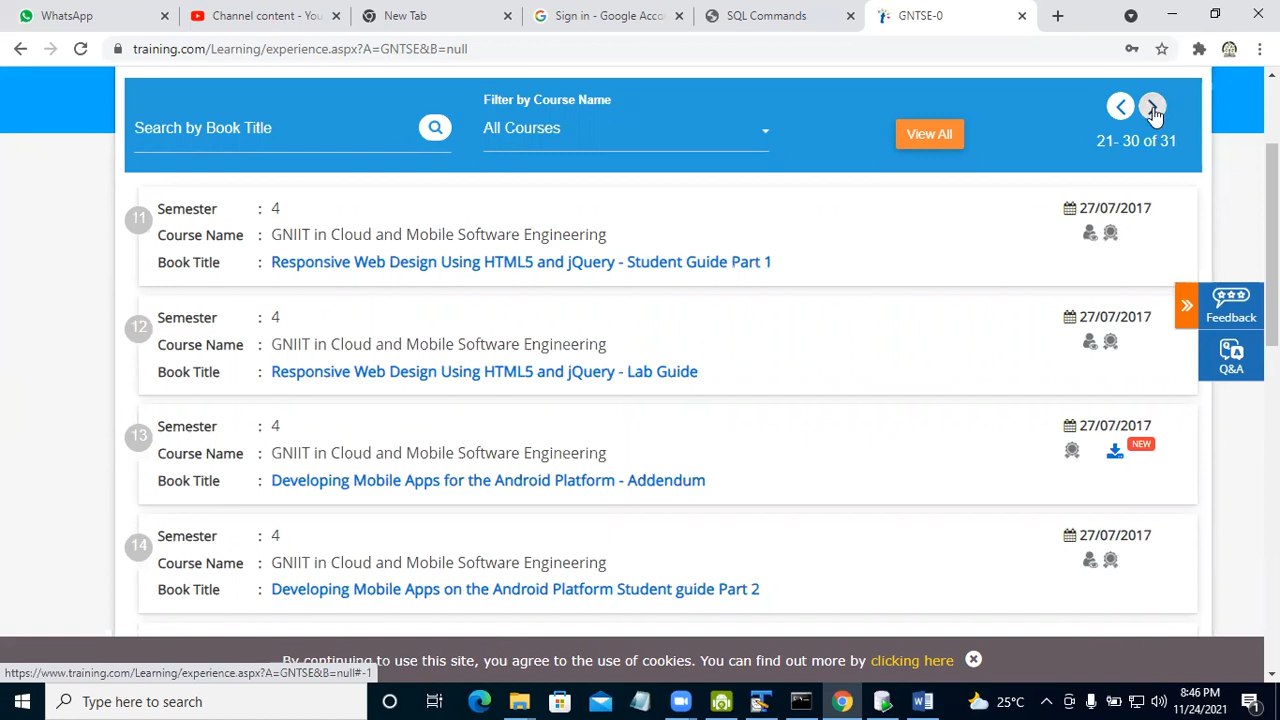 WhatsApp
Channel content - You
New Tab
Sign in - Google Acco
SQL Commands
GNTSE-0
training.com/Learning/experience.aspx?A=GNTSE&B=null
Filter by Course Name
Search by Book Title
All Courses
View All
21- 30 of 31
11
Semester : 4
27/07/2017
Course Name : GNIIT in Cloud and Mobile Software Engineering
Book Title : Responsive Web Design Using HTML5 and jQuery - Student Guide Part 1
12
Semester : 4
27/07/2017
Course Name : GNIIT in Cloud and Mobile Software Engineering
Book Title : Responsive Web Design Using HTML5 and jQuery - Lab Guide
13
Semester : 4
27/07/2017
Course Name : GNIIT in Cloud and Mobile Software Engineering
NEW
Book Title : Developing Mobile Apps for the Android Platform - Addendum
14
Semester : 4
27/07/2017
Course Name : GNIIT in Cloud and Mobile Software Engineering
Book Title : Developing Mobile Apps on the Android Platform Student guide Part 2
Feedback
Q&A
By continuing to use this site, you agree to the use of cookies. You can find out more by clicking here
https://www.training.com/Learning/experience.aspx?A=GNTSE&B=null#-1
Type here to search
25°C
8:46 PM
11/24/2021
1